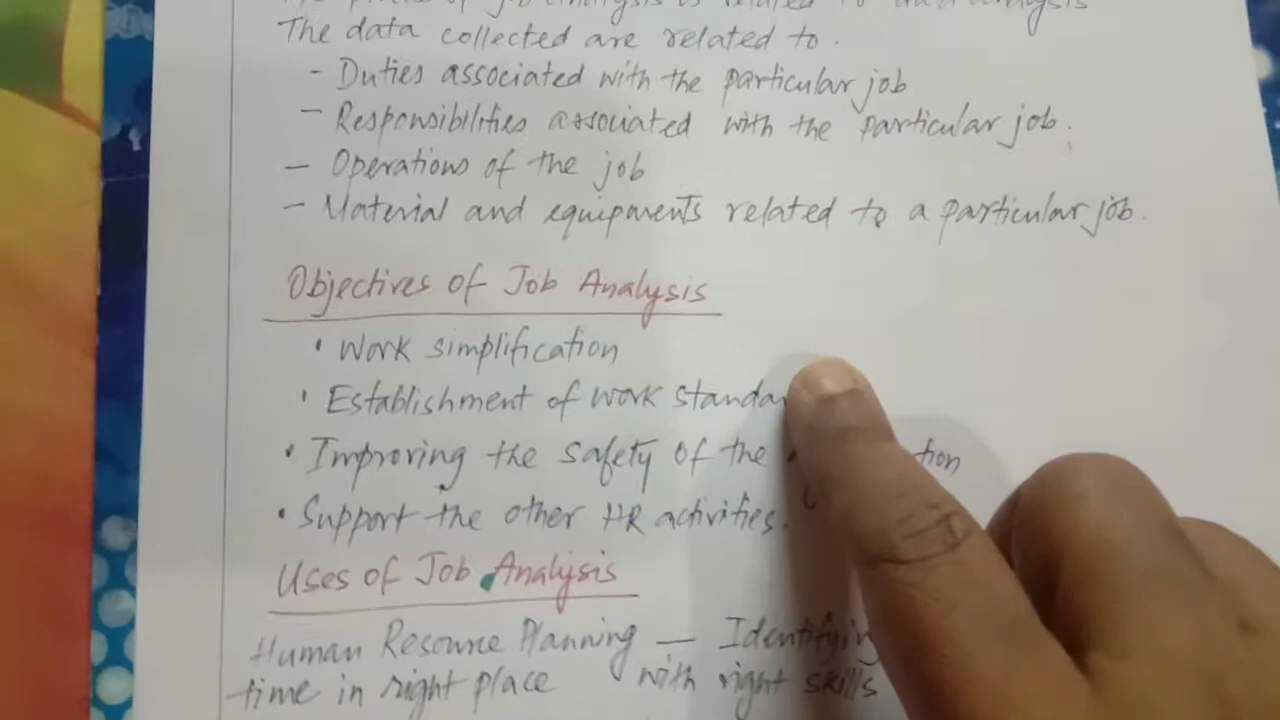 The data collected are related to.
- Duties associated with the particular job
- Responsibilities associated with the particular job.
- Operations of the job
- Material and equipments related to a particular job.
Objectives of Job Analysis
• Work simplification
• Establishment of work
• Improving the safety of the
• Support the other HR activities.
Uses of Job Analysis
Human Resource Planning — Identifying
time in right place with right skills